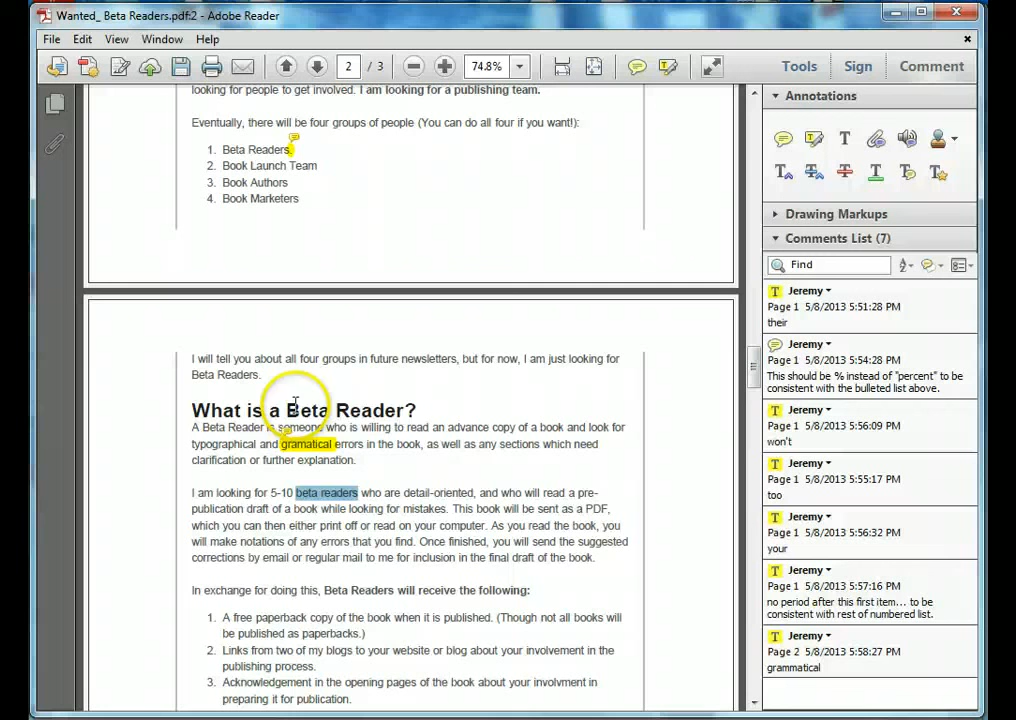 Wanted_ Beta Readers.pdf:2 - Adobe Reader
File Edit View Window Help
2 / 3 74.8% Tools Sign Comment
looking for people to get involved. I am looking for a publishing team.
Eventually, there will be four groups of people (You can do all four if you want!):
1. Beta Readers.
2. Book Launch Team
3. Book Authors
4. Book Marketers
I will tell you about all four groups in future newsletters, but for now, I am just looking for
Beta Readers.
What is a Beta Reader?
A Beta Reader is someone who is willing to read an advance copy of a book and look for
typographical and gramatical errors in the book, as well as any sections which need
clarification or further explanation.
I am looking for 5-10 beta readers who are detail-oriented, and who will read a pre-
publication draft of a book while looking for mistakes. This book will be sent as a PDF,
which you can then either print off or read on your computer. As you read the book, you
will make notations of any errors that you find. Once finished, you will send the suggested
corrections by email or regular mail to me for inclusion in the final draft of the book.
In exchange for doing this, Beta Readers will receive the following:
1. A free paperback copy of the book when it is published. (Though not all books will
be published as paperbacks.)
2. Links from two of my blogs to your website or blog about your involvement in the
publishing process.
3. Acknowledgement in the opening pages of the book about your involvment in
preparing it for publication.
Annotations
Drawing Markups
Comments List (7)
Find
Jeremy
Page 1 5/8/2013 5:51:28 PM
their
Jeremy
Page 1 5/8/2013 5:54:28 PM
This should be % instead of "percent" to be
consistent with the bulleted list above.
Jeremy
Page 1 5/8/2013 5:56:09 PM
won't
Jeremy
Page 1 5/8/2013 5:55:17 PM
too
Jeremy
Page 1 5/8/2013 5:56:32 PM
your
Jeremy
Page 1 5/8/2013 5:57:16 PM
no period after this first item... to be
consistent with rest of numbered list.
Jeremy
Page 2 5/8/2013 5:58:27 PM
grammatical